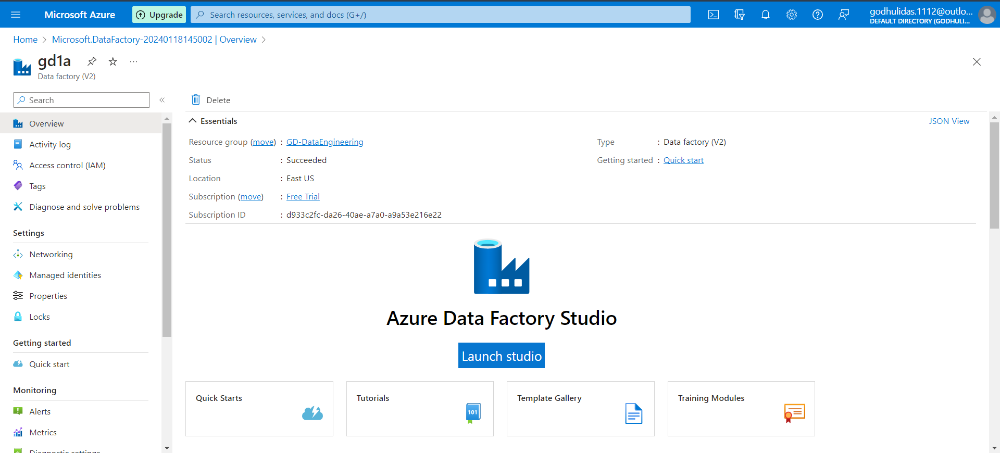 Microsoft Azure
Upgrade
Search resources, services, and docs (G+/)
godhulidas.1112@outlo...
DEFAULT DIRECTORY (GODHULI...
Home > Microsoft.DataFactory-20240118145002 | Overview >
gd1a
...
Data factory (V2)
Search
«
Delete
Overview
Activity log
Access control (IAM)
Tags
Diagnose and solve problems
Settings
Networking
Managed identities
Properties
Locks
Getting started
Quick start
Monitoring
Alerts
Metrics
Diagnostic settings
Essentials
JSON View
Resource group (move) : GD-DataEngineering
Status : Succeeded
Location : East US
Subscription (move) : Free Trial
Subscription ID : d933c2fc-da26-40ae-a7a0-a9a53e216e22
Type : Data factory (V2)
Getting started : Quick start
Azure Data Factory Studio
Launch studio
Quick Starts
Tutorials
101
Template Gallery
Training Modules